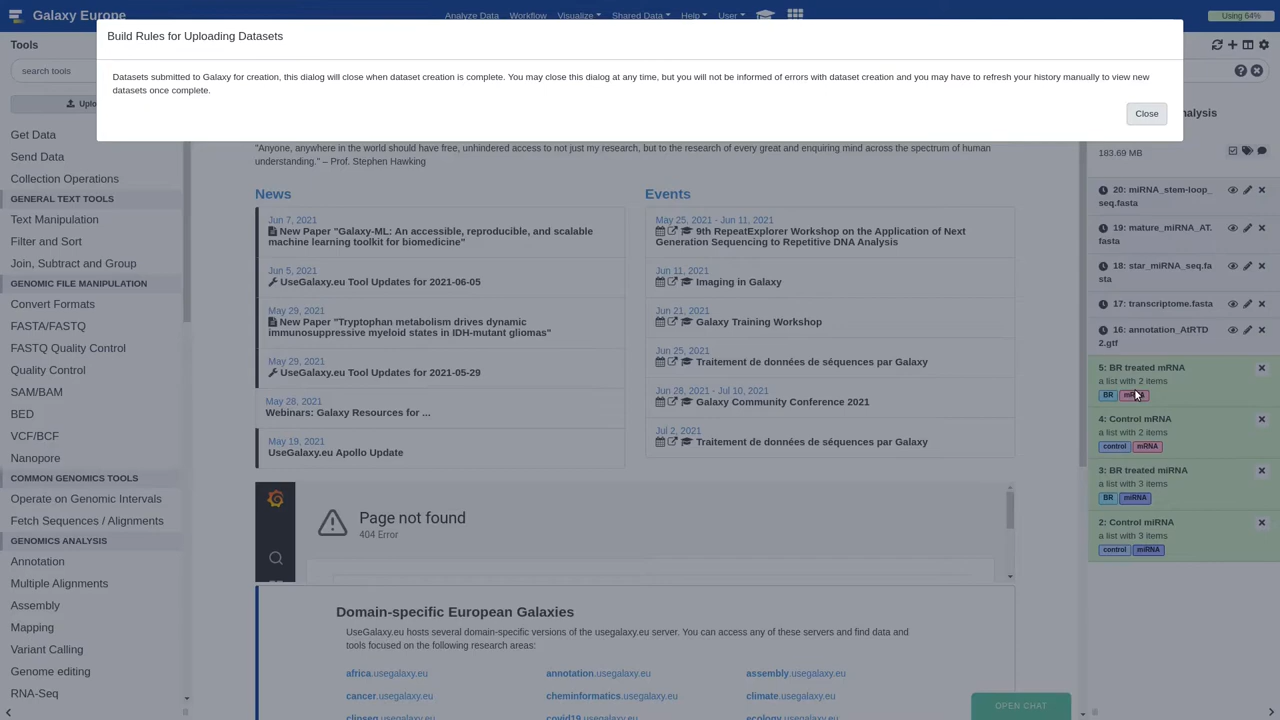 Galaxy Europe
Analyze Data Workflow Visualize Shared Data Help User
Using 64%
Build Rules for Uploading Datasets
Datasets submitted to Galaxy for creation, this dialog will close when dataset creation is complete. You may close this dialog at any time, but you will not be informed of errors with dataset creation and you may have to refresh your history manually to view new
datasets once complete.
Close
Tools
search tools
Uplo
Get Data
Send Data
Collection Operations
GENERAL TEXT TOOLS
Text Manipulation
Filter and Sort
Join, Subtract and Group
GENOMIC FILE MANIPULATION
Convert Formats
FASTA/FASTQ
FASTQ Quality Control
Quality Control
SAM/BAM
BED
VCF/BCF
Nanopore
COMMON GENOMICS TOOLS
Operate on Genomic Intervals
Fetch Sequences / Alignments
GENOMICS ANALYSIS
Annotation
Multiple Alignments
Assembly
Mapping
Variant Calling
Genome editing
RNA-Seq
"Anyone, anywhere in the world should have free, unhindered access to not just my research, but to the research of every great and enquiring mind across the spectrum of human
understanding." – Prof. Stephen Hawking
News
Jun 7, 2021
New Paper "Galaxy-ML: An accessible, reproducible, and scalable
machine learning toolkit for biomedicine"
Jun 5, 2021
UseGalaxy.eu Tool Updates for 2021-06-05
May 29, 2021
New Paper "Tryptophan metabolism drives dynamic
immunosuppressive myeloid states in IDH-mutant gliomas"
May 29, 2021
UseGalaxy.eu Tool Updates for 2021-05-29
May 28, 2021
Webinars: Galaxy Resources for ...
May 19, 2021
UseGalaxy.eu Apollo Update
Events
May 25, 2021 - Jun 11, 2021
9th RepeatExplorer Workshop on the Application of Next
Generation Sequencing to Repetitive DNA Analysis
Jun 11, 2021
Imaging in Galaxy
Jun 21, 2021
Galaxy Training Workshop
Jun 25, 2021
Traitement de données de séquences par Galaxy
Jun 28, 2021 - Jul 10, 2021
Galaxy Community Conference 2021
Jul 2, 2021
Traitement de données de séquences par Galaxy
Page not found
404 Error
Domain-specific European Galaxies
UseGalaxy.eu hosts several domain-specific versions of the usegalaxy.eu server. You can access any of these servers and find data and
tools focused on the following research areas:
africa.usegalaxy.eu annotation.usegalaxy.eu assembly.usegalaxy.eu
cancer.usegalaxy.eu cheminformatics.usegalaxy.eu climate.usegalaxy.eu
clipseq.usegalaxy.eu covid19.usegalaxy.eu ecology.usegalaxy.eu
OPEN CHAT
nalysis
183.69 MB
20: miRNA_stem-loop_
seq.fasta
19: mature_miRNA_AT.
fasta
18: star_miRNA_seq.fa
sta
17: transcriptome.fasta
16: annotation_AtRTD
2.gtf
5: BR treated mRNA
a list with 2 items
BR mRNA
4: Control mRNA
a list with 2 items
control mRNA
3: BR treated miRNA
a list with 3 items
BR miRNA
2: Control miRNA
a list with 3 items
control miRNA